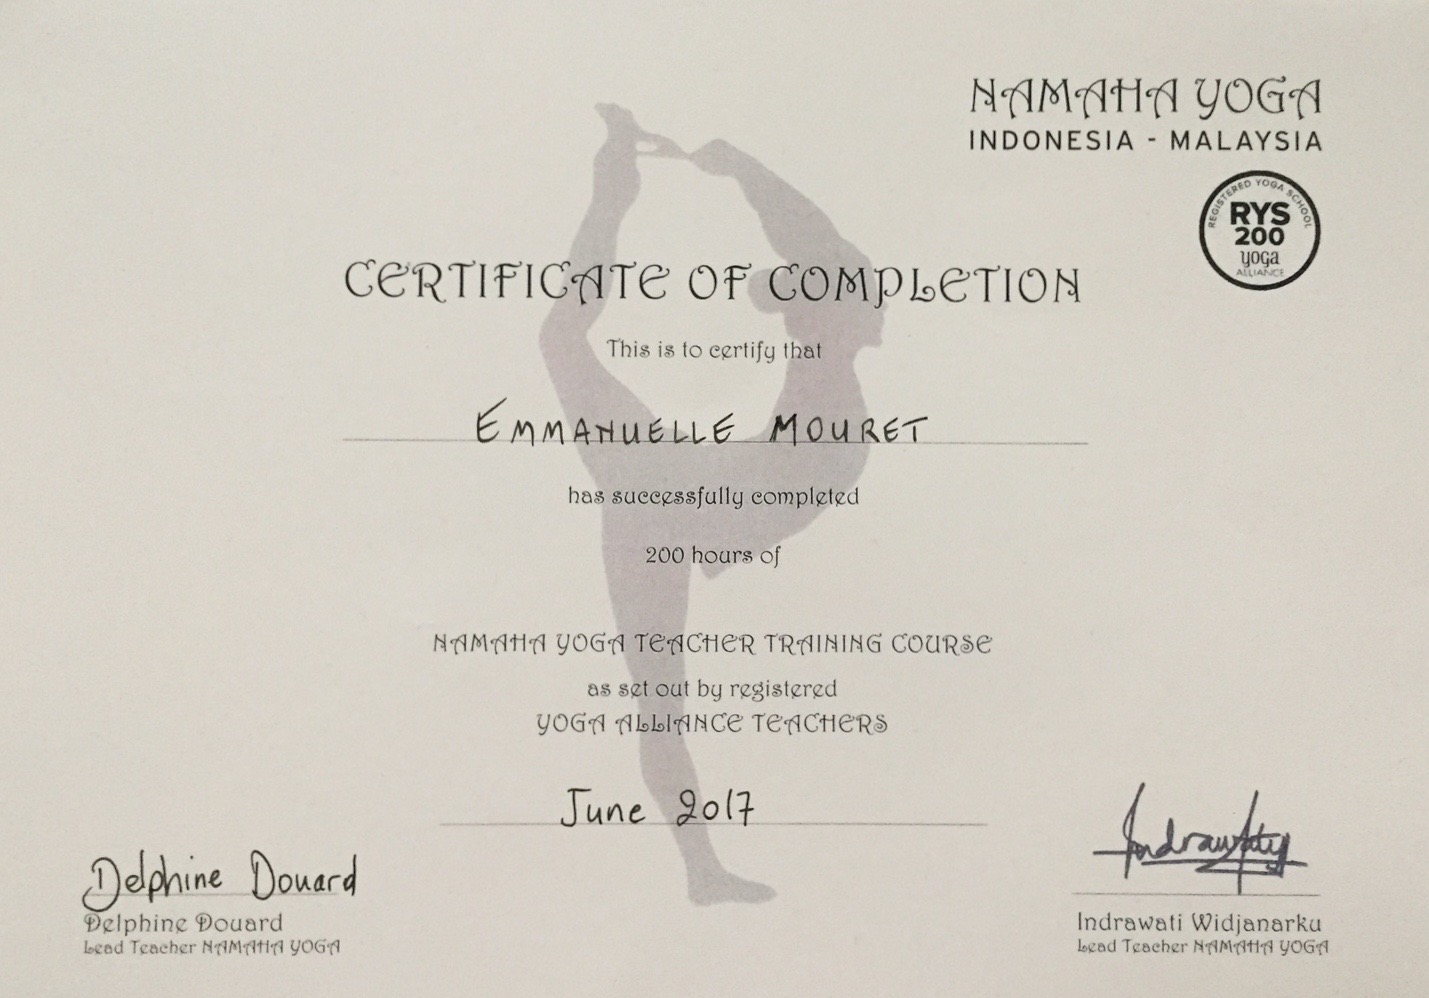 NAMAHA YOGA
INDONESIA - MALAYSIA
REGISTERED YOGA SCHOOL
RYS
200
yoga
ALLIANCE
CERTIFICATE OF COMPLETION
This is to certify that
EMMANUELLE MOURET
has successfully completed
200 hours of
NAMAHA YOGA TEACHER TRAINING COURSE
as set out by registered
YOGA ALLIANCE TEACHERS
June 2017
Delphine Douard
Delphine Douard
Lead Teacher NAMAHA YOGA
Indrawaty
Indrawati Widjanarku
Lead Teacher NAMAHA YOGA